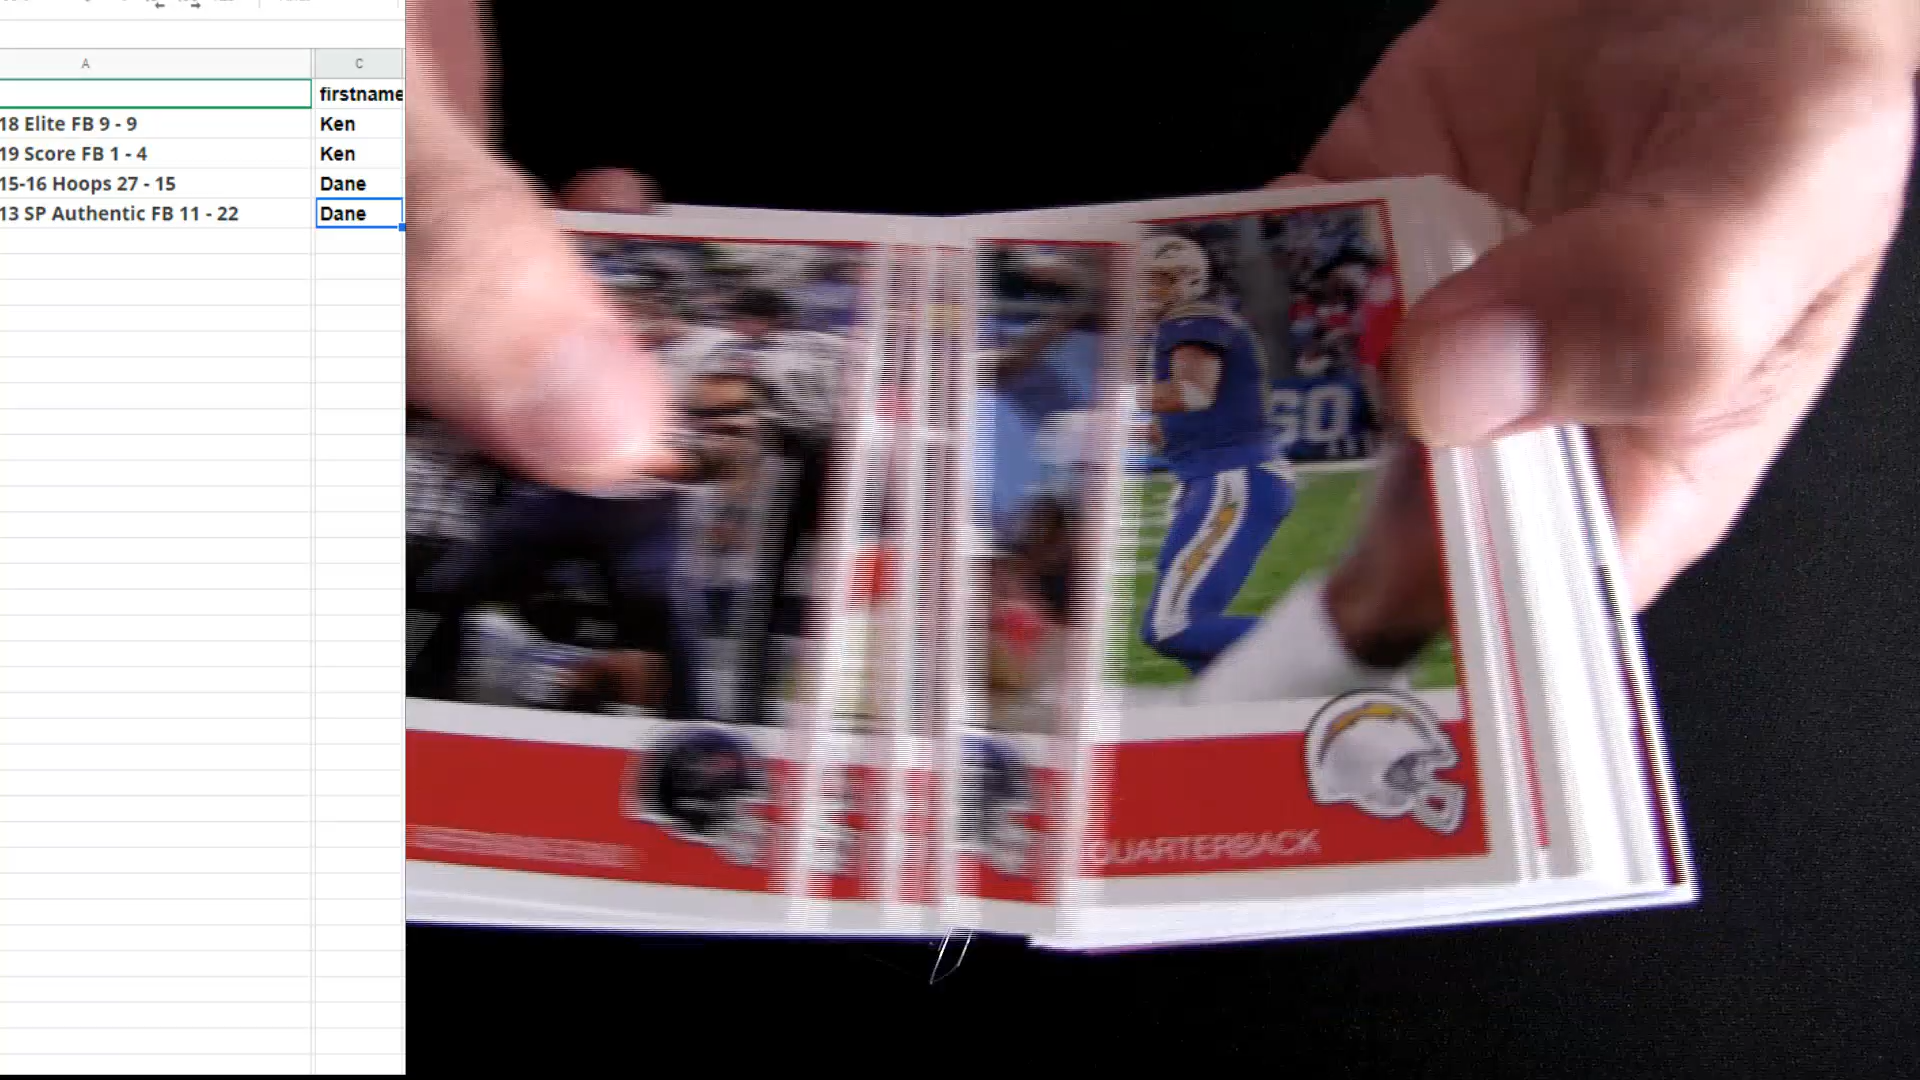 A
C
firstname
18 Elite FB 9 - 9
Ken
19 Score FB 1 - 4
Ken
15-16 Hoops 27 - 15
Dane
13 SP Authentic FB 11 - 22
Dane
50
QUARTERBACK